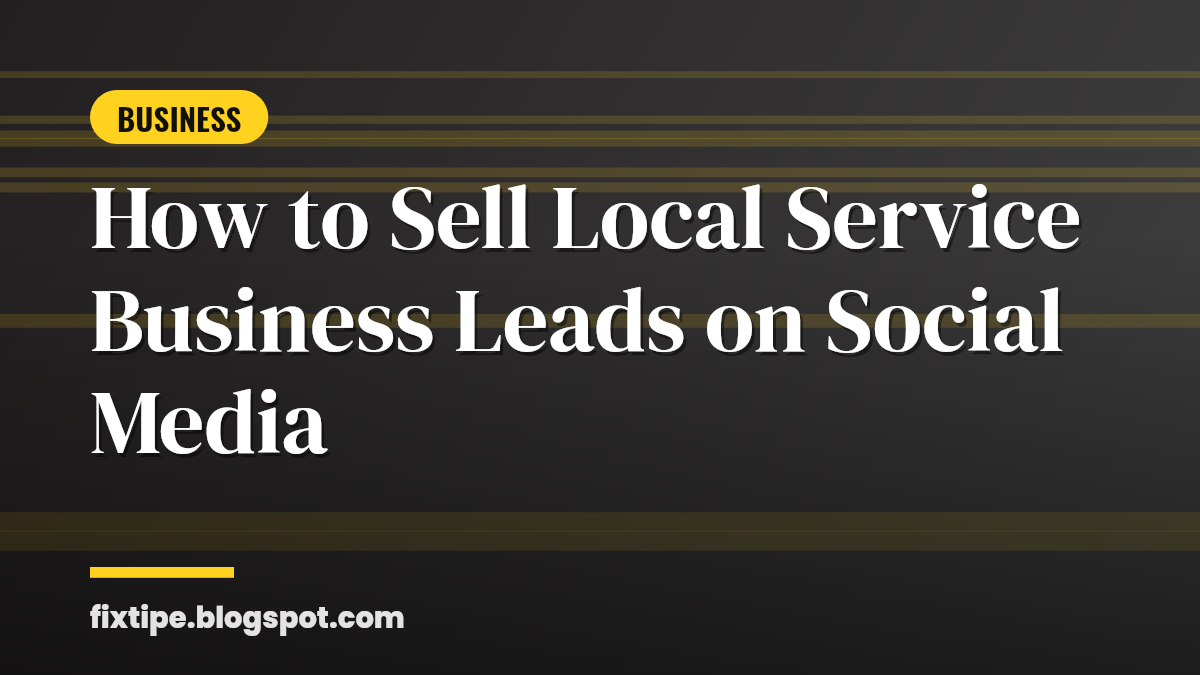 BUSINESS
How to Sell Local Service
Business Leads on Social
Media
fixtipe.blogspot.com